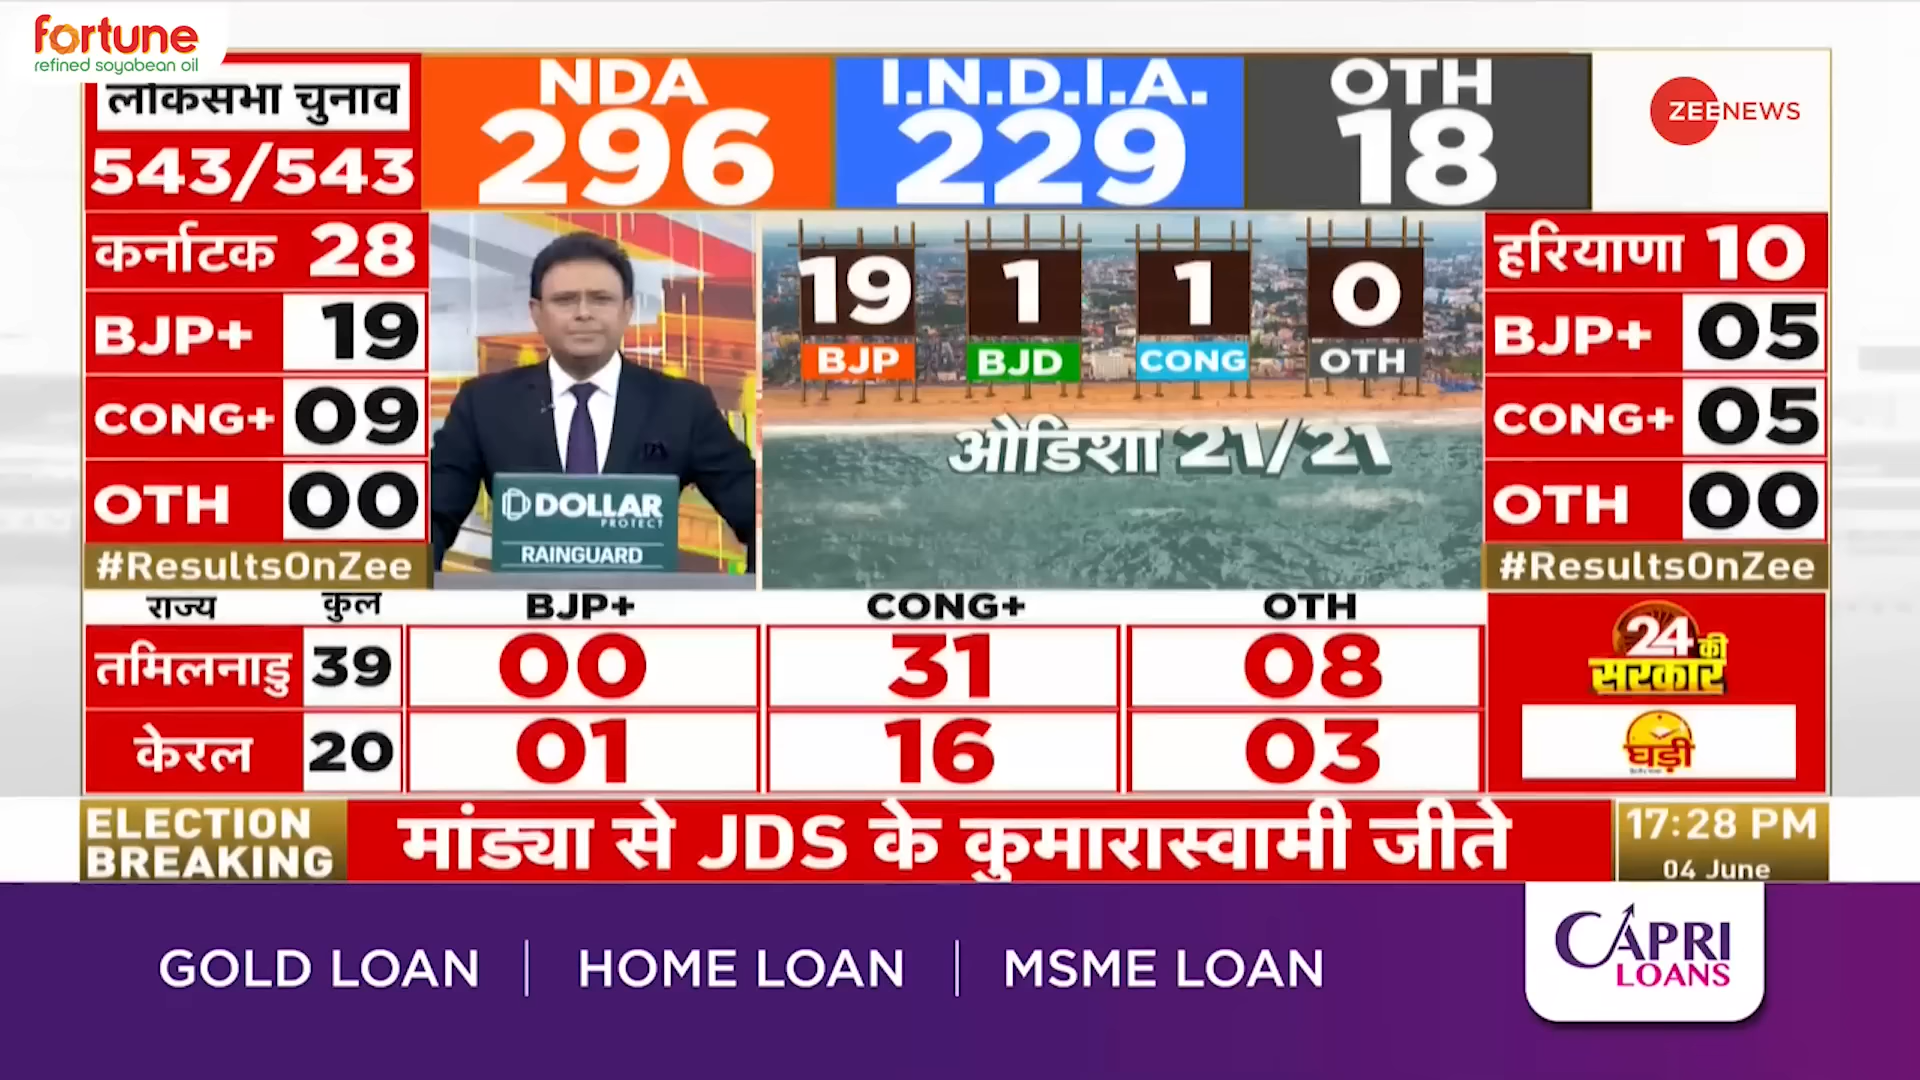 fortune
refined soyabean oil
लोकसभा चुनाव
543/543
NDA
296
I.N.D.I.A.
229
OTH
18
ZEENEWS
कर्नाटक 28
BJP+ 19
CONG+ 09
OTH 00
#ResultsOnZee
DOLLAR
PROTECT
RAINGUARD
19 1 1 0
BJP BJD CONG OTH
ओडिशा 21/21
हरियाणा 10
BJP+ 05
CONG+ 05
OTH 00
#ResultsOnZee
राज्य कुल BJP+ CONG+ OTH
तमिलनाडु 39 00 31 08
केरल 20 01 16 03
24 की
सरकार
घड़ी
ELECTION
BREAKING
मांड्या से JDS के कुमारास्वामी जीते
17:28 PM
04 June
GOLD LOAN | HOME LOAN | MSME LOAN
CAPRI
LOANS